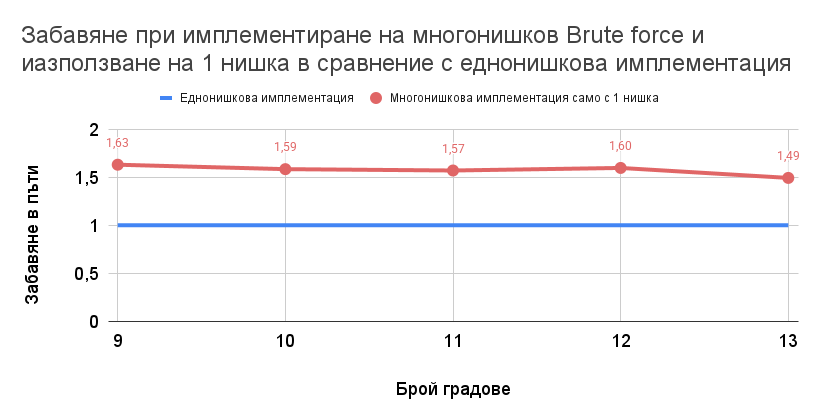 Забавяне при имплементиране на многонишков Brute force и
иазползване на 1 нишка в сравнение с еднонишкова имплементация
Еднонишкова имплементация
Многонишкова имплементация само с 1 нишка
2
1,5
1
0,5
0
1,63
1,59
1,57
1,60
1,49
9
10
11
12
13
Забавяне в пъти
Брой градове